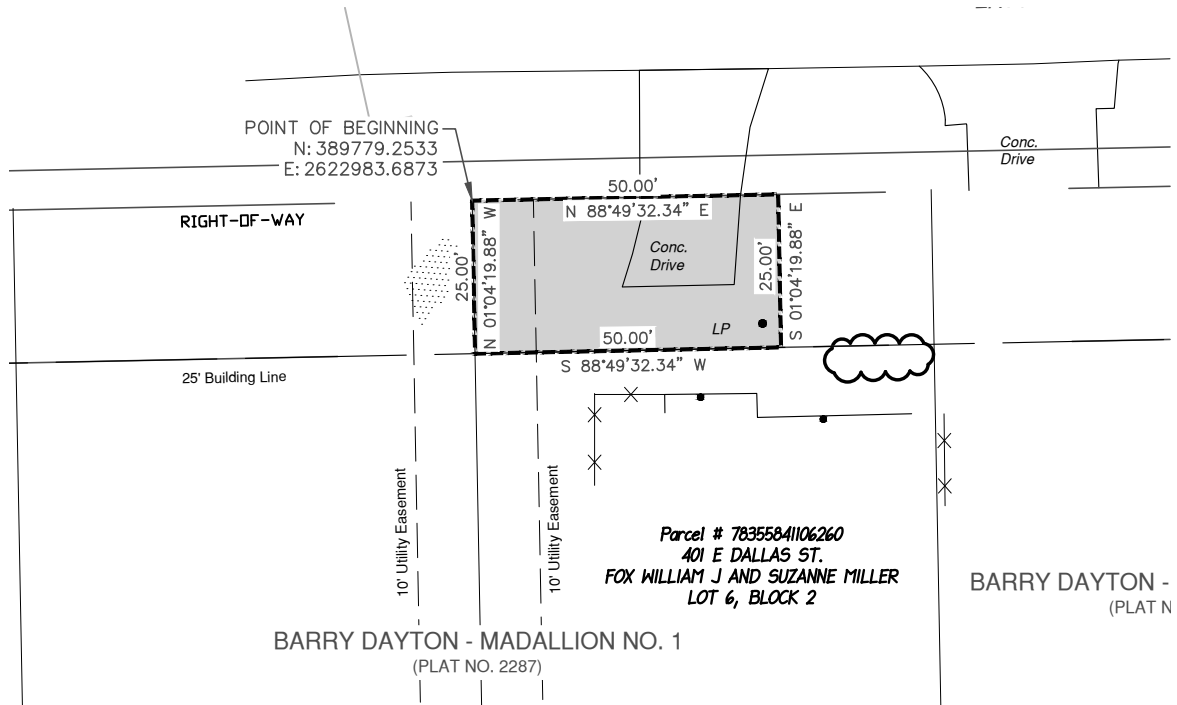 POINT OF BEGINNING
N: 389779.2533
E: 2622983.6873
Conc.
Drive
50.00'
N 88°49'32.34" E
RIGHT-OF-WAY
25.00'
N 01°04'19.88" W
Conc.
Drive
25.00'
S 01°04'19.88" E
LP
50.00'
S 88°49'32.34" W
25' Building Line
10' Utility Easement
10' Utility Easement
Parcel # 78355841106260
401 E DALLAS ST.
FOX WILLIAM J AND SUZANNE MILLER
LOT 6, BLOCK 2
BARRY DAYTON -
(PLAT N
BARRY DAYTON - MADALLION NO. 1
(PLAT NO. 2287)